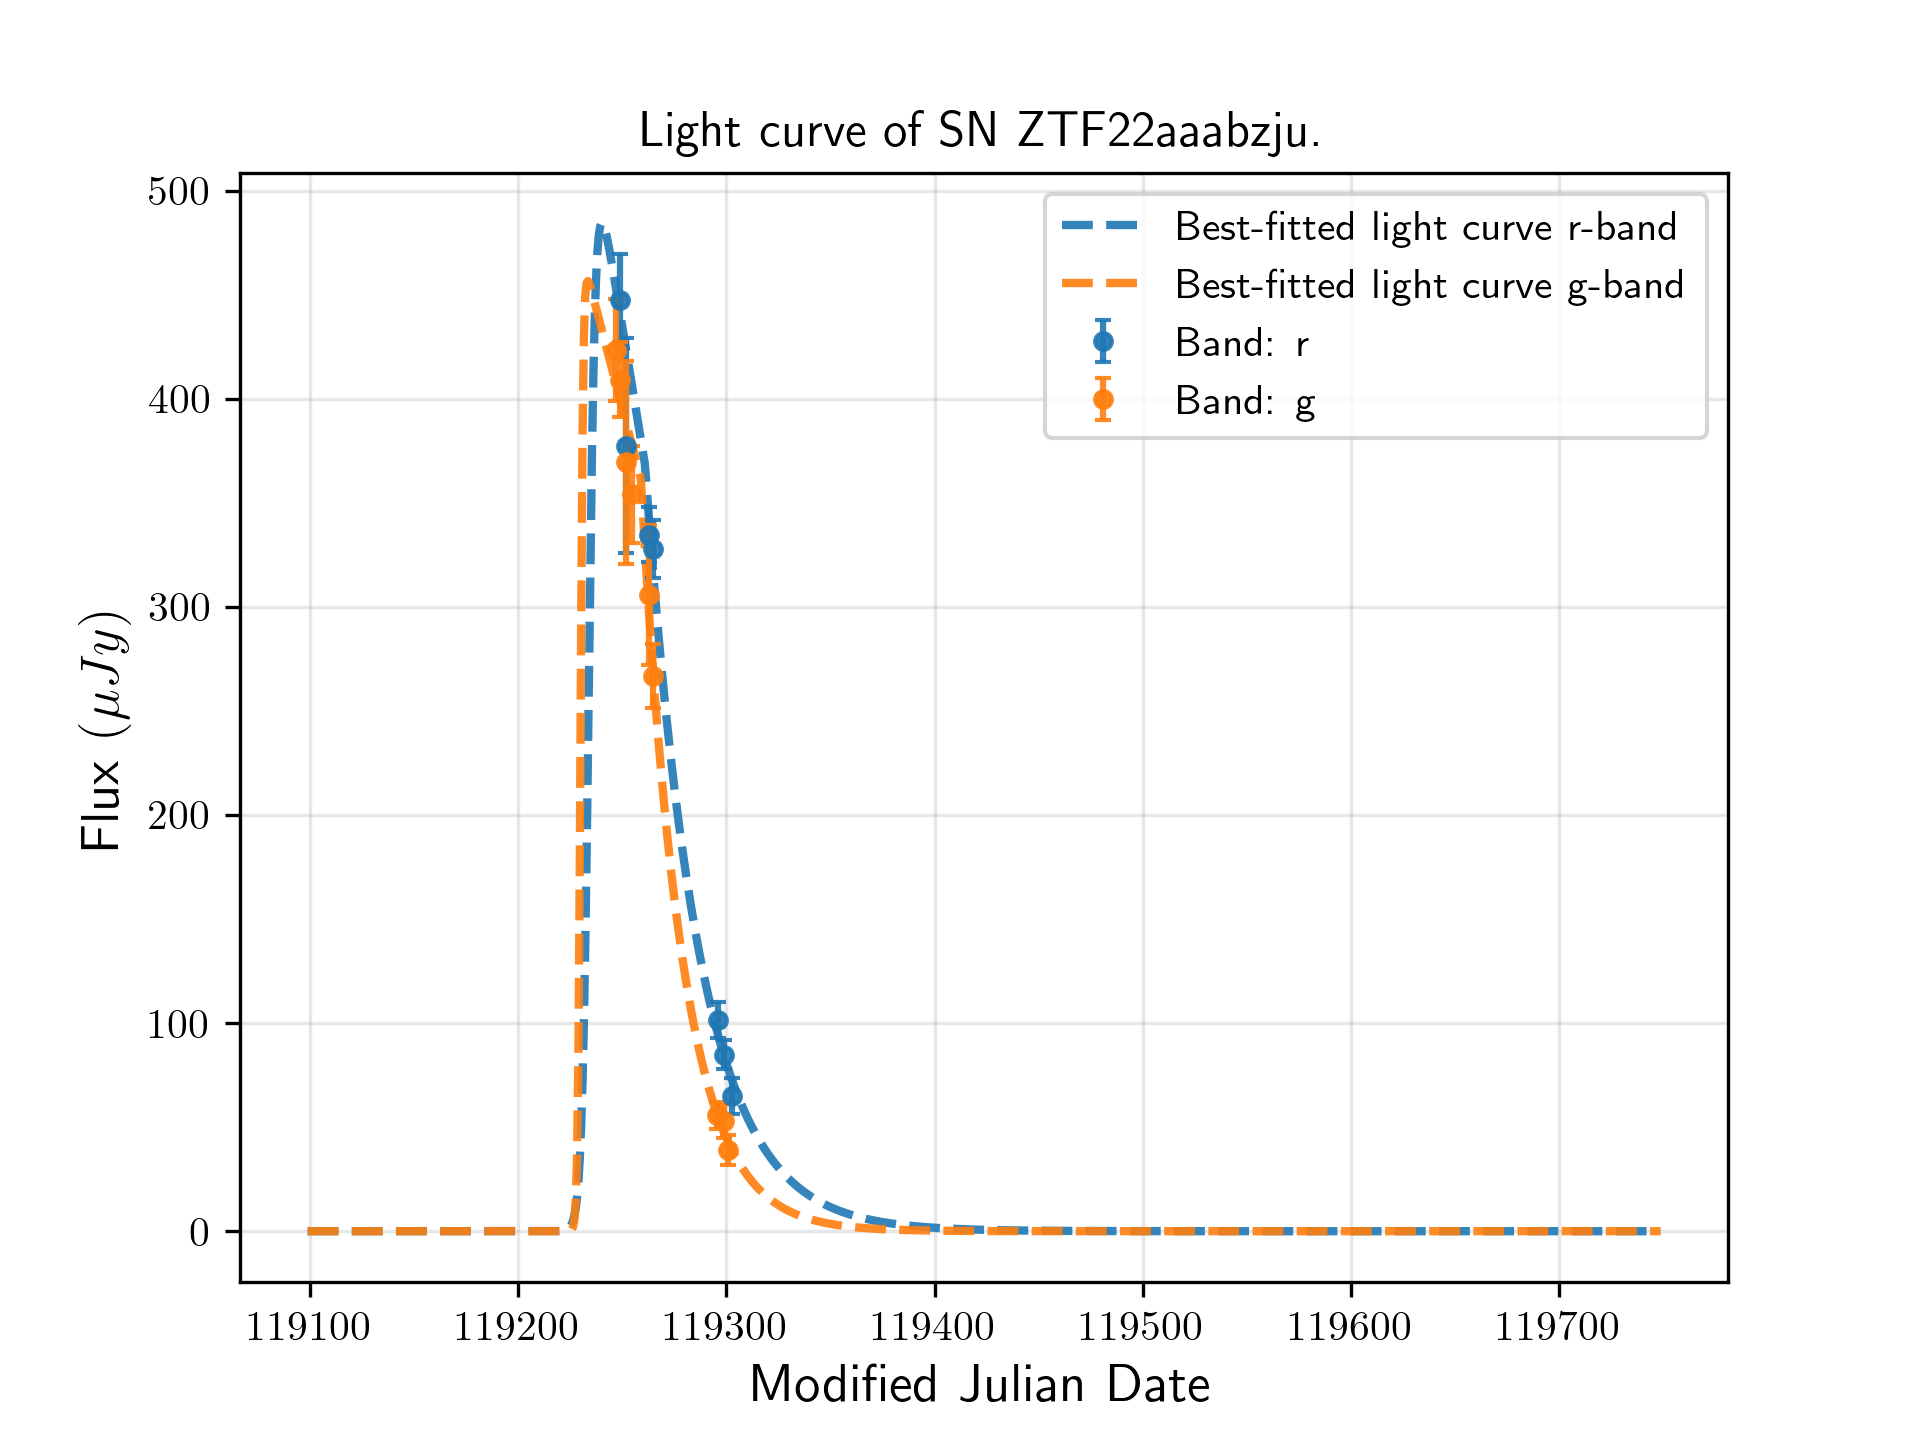 Light curve of SN ZTF22aaabzju.
500
400
300
200
100
0
Flux (μJy)
Best-fitted light curve r-band
Best-fitted light curve g-band
Band: r
Band: g
119100 119200 119300 119400 119500 119600 119700
Modified Julian Date